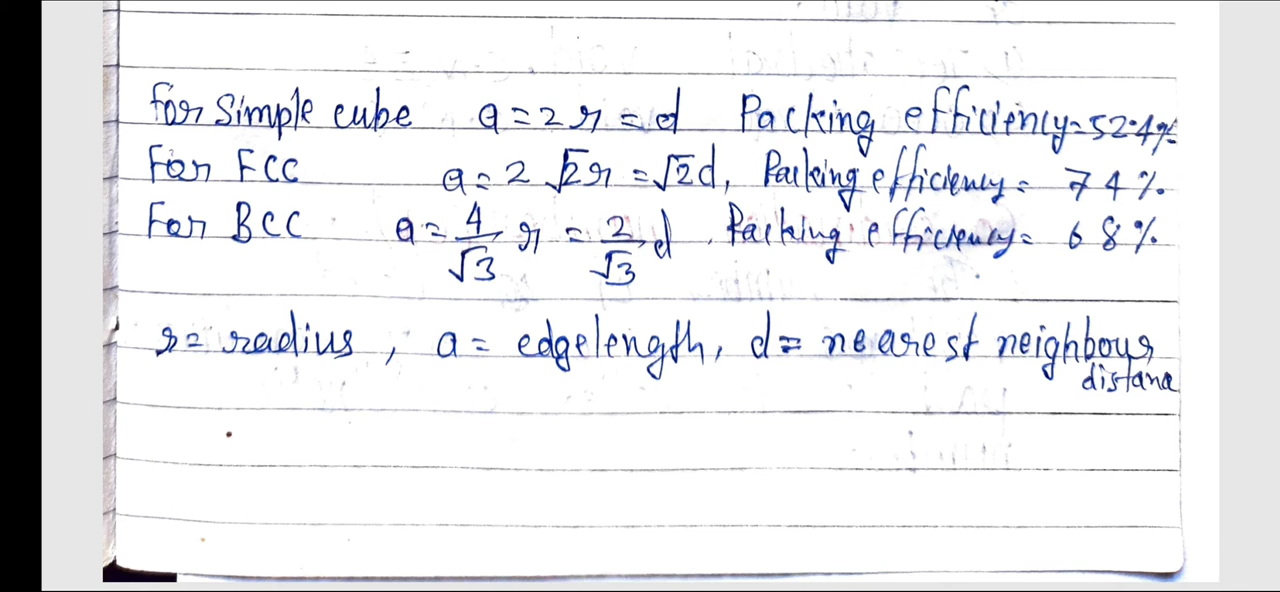 For Simple cube a = 2r = d Packing efficiency = 52.4%
For FCC a = 2√2r = √2d, Packing efficiency = 74%
For BCC a = 4/√3 r = 2/√3 d, Packing efficiency = 68%
r = radius, a = edgelength, d = nearest neighbour
distance